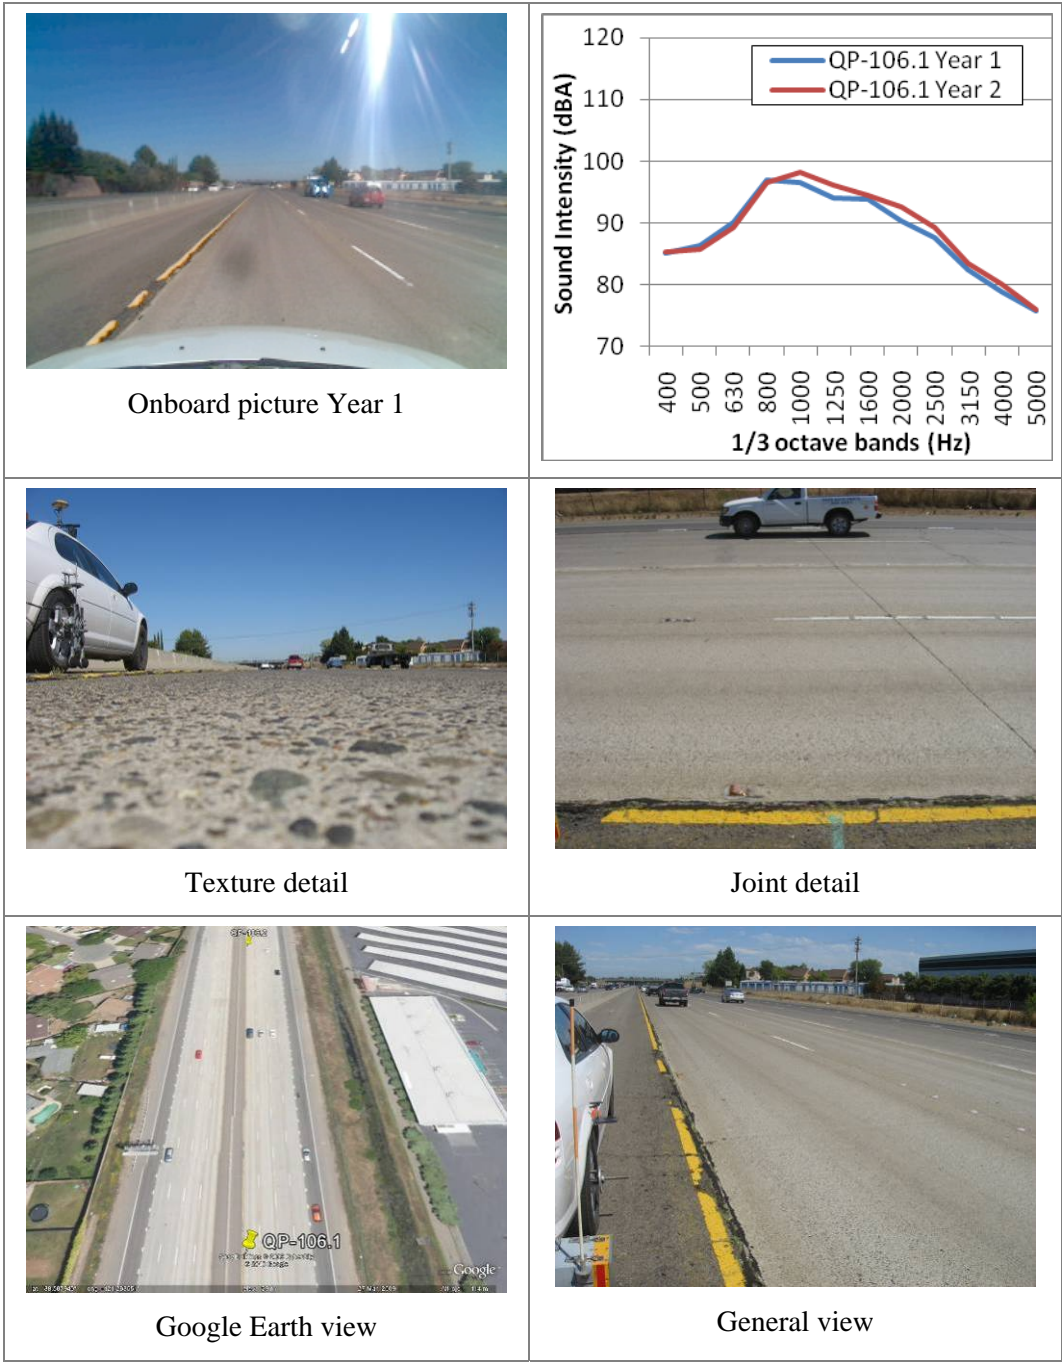 Onboard picture Year 1
120
110
100
90
80
70
Sound Intensity (dBA)
QP-106.1 Year 1
QP-106.1 Year 2
400
500
630
800
1000
1250
1600
2000
2500
3150
4000
5000
1/3 octave bands (Hz)
Texture detail
Joint detail
QP-106.1
Google
Google Earth view
General view